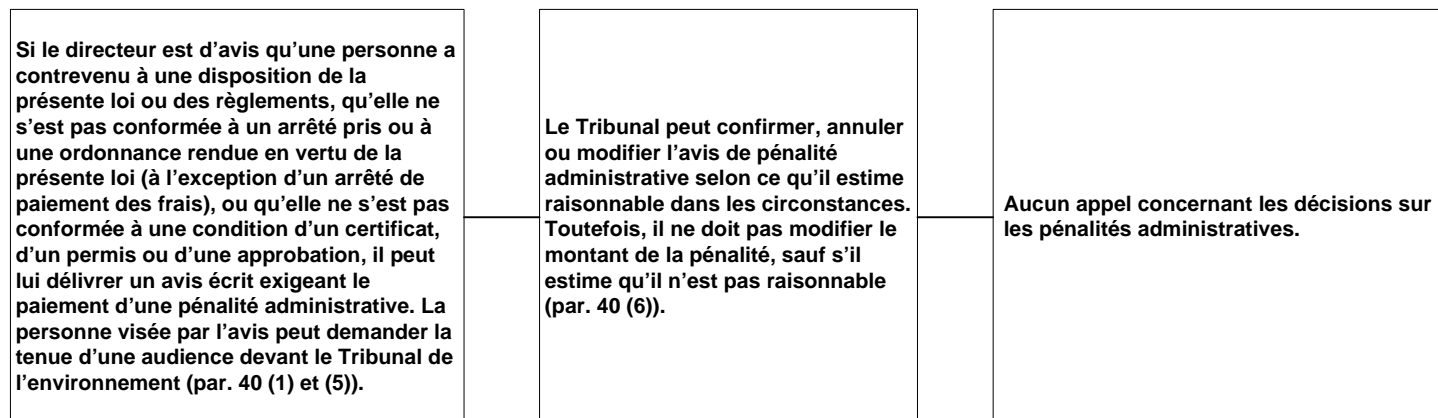 Si le directeur est d’avis qu’une personne a
contrevenu à une disposition de la
présente loi ou des règlements, qu’elle ne
s’est pas conformée à un arrêté pris ou à
une ordonnance rendue en vertu de la
présente loi (à l’exception d’un arrêté de
paiement des frais), ou qu’elle ne s’est pas
conformée à une condition d’un certificat,
d’un permis ou d’une approbation, il peut
lui délivrer un avis écrit exigeant le
paiement d’une pénalité administrative. La
personne visée par l’avis peut demander la
tenue d’une audience devant le Tribunal de
l’environnement (par. 40 (1) et (5)).
Le Tribunal peut confirmer, annuler
ou modifier l’avis de pénalité
administrative selon ce qu’il estime
raisonnable dans les circonstances.
Toutefois, il ne doit pas modifier le
montant de la pénalité, sauf s’il
estime qu’il n’est pas raisonnable
(par. 40 (6)).
Aucun appel concernant les décisions sur
les pénalités administratives.